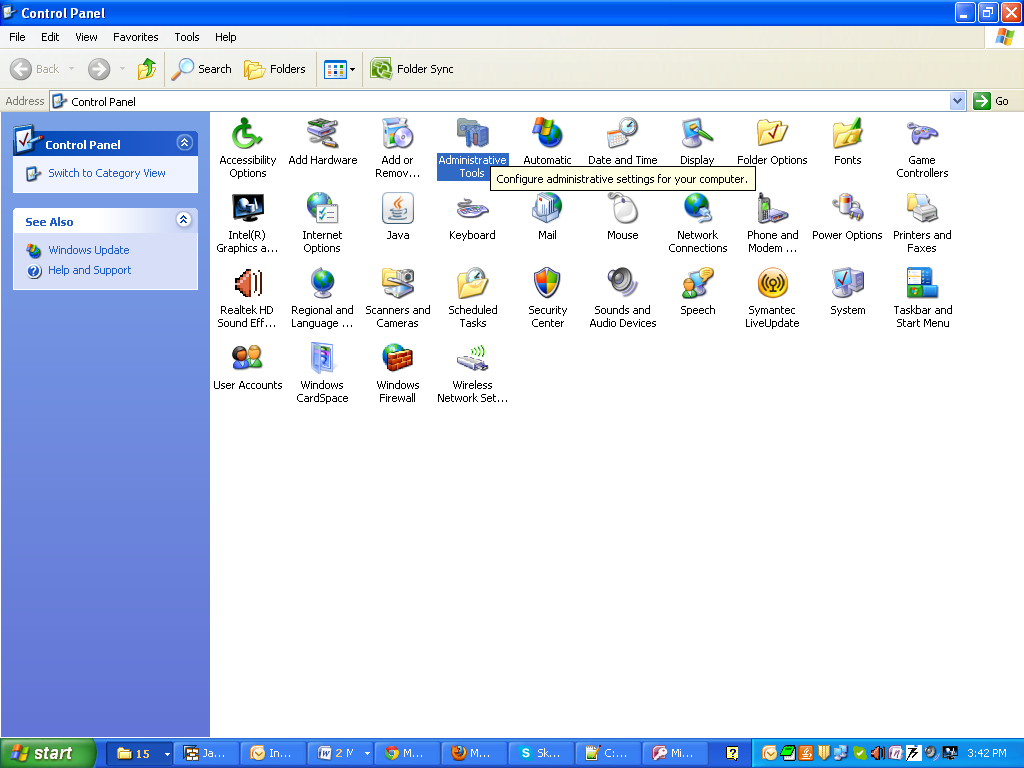 Control Panel
File Edit View Favorites Tools Help
Back Search Folders Folder Sync
Address Control Panel Go
Control Panel
Switch to Category View
See Also
Windows Update
Help and Support
Accessibility Options
Add Hardware
Add or Remov...
Administrative Tools
Automatic
Date and Time
Display
Folder Options
Fonts
Game Controllers
Configure administrative settings for your computer.
Intel(R) Graphics a...
Internet Options
Java
Keyboard
Mail
Mouse
Network Connections
Phone and Modem ...
Power Options
Printers and Faxes
Realtek HD Sound Eff...
Regional and Language ...
Scanners and Cameras
Scheduled Tasks
Security Center
Sounds and Audio Devices
Speech
Symantec LiveUpdate
System
Taskbar and Start Menu
User Accounts
Windows CardSpace
Windows Firewall
Wireless Network Set...
start 15 Ja... In... 2 M M... M... Sk... C:... Mi... 3:42 PM